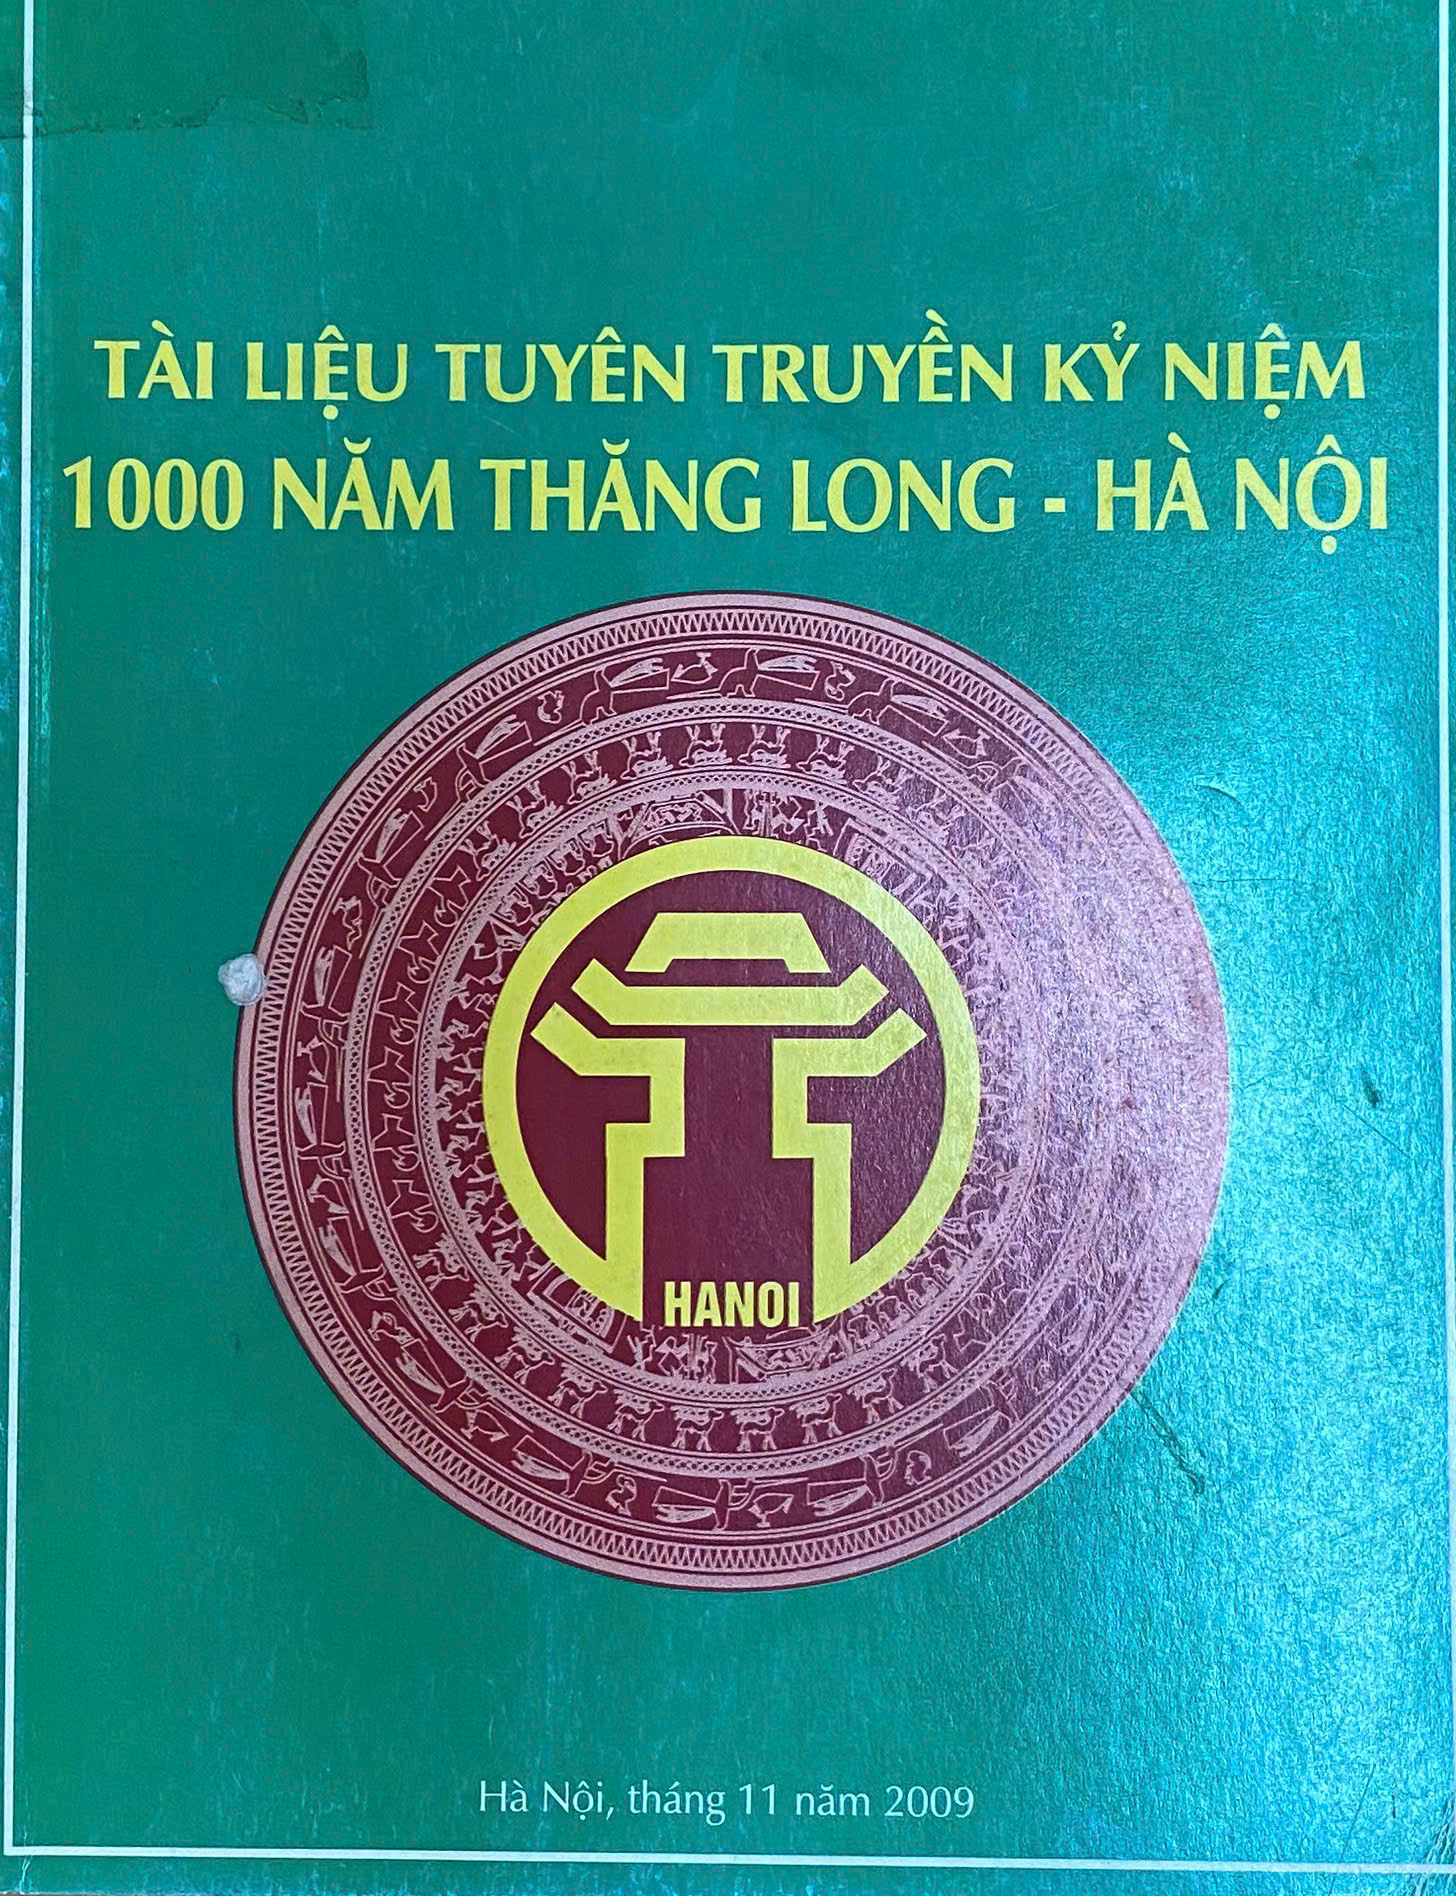 TÀI LIỆU TUYÊN TRUYỀN KỶ NIỆM
1000 NĂM THĂNG LONG - HÀ NỘI
HANOI
Hà Nội, tháng 11 năm 2009